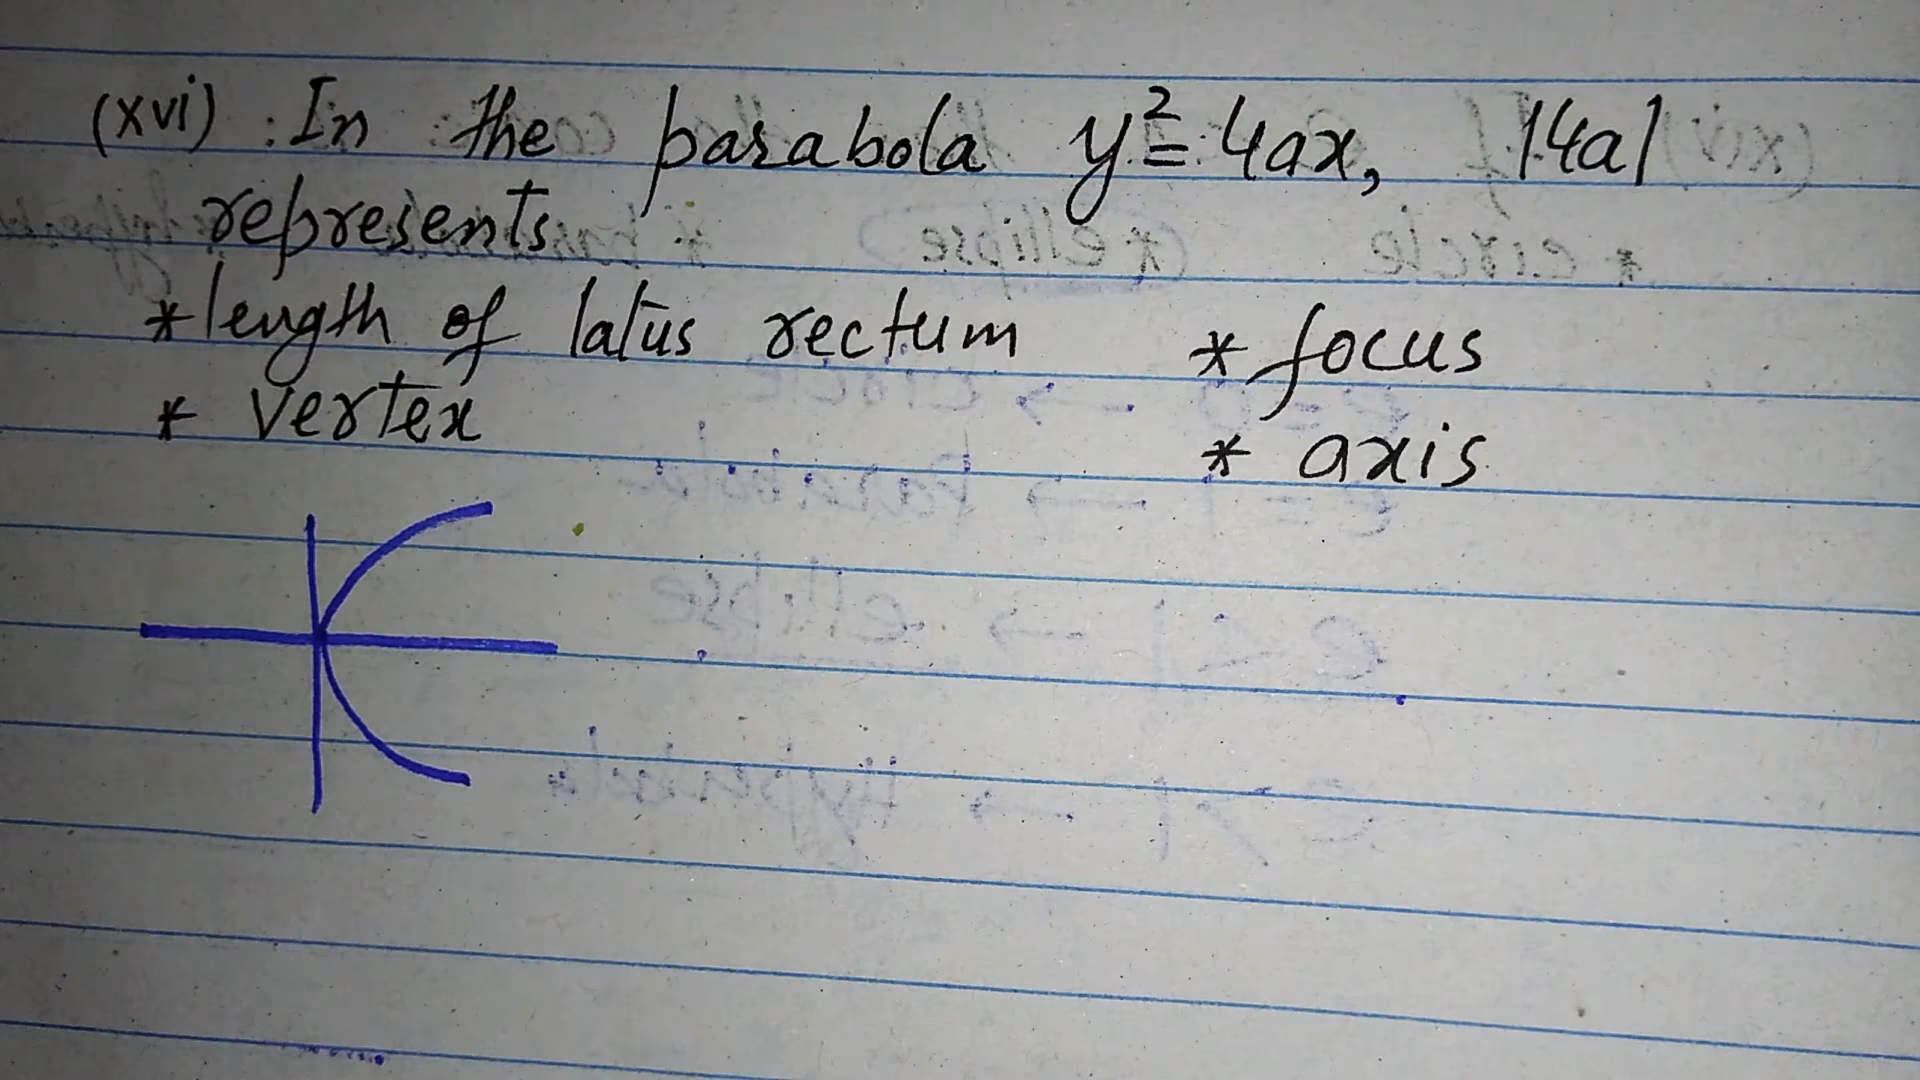 (xvi) : In the parabola y² = 4ax, |4a|
represents :
* length of latus rectum * focus
* vertex * axis